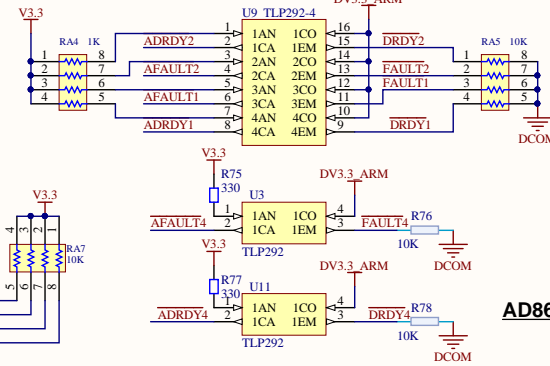 V3.3
U9 TLP292-4
DV3.3_ARM
RA4 1K
1 8
2 7
3 6
4 5
ADRDY2
AFAULT2
AFAULT1
ADRDY1
1 1AN 1CO 16
2 1CA 1EM 15
3 2AN 2CO 14
4 2CA 2EM 13
5 3AN 3CO 12
6 3CA 3EM 11
7 4AN 4CO 10
8 4CA 4EM 9
DRDY2
FAULT2
FAULT1
DRDY1
RA5 10K
1 8
2 7
3 6
4 5
DCOM
V3.3
R75
330
U3
DV3.3_ARM
AFAULT4
1 1AN 1CO 4
2 1CA 1EM 3
TLP292
FAULT4
R76
10K
DCOM
V3.3
4 3 2 1
RA7
10K
5 6 7 8
V3.3
R77
330
U11
DV3.3_ARM
ADRDY4
1 1AN 1CO 4
2 1CA 1EM 3
TLP292
DRDY4
R78
10K
DCOM
AD86